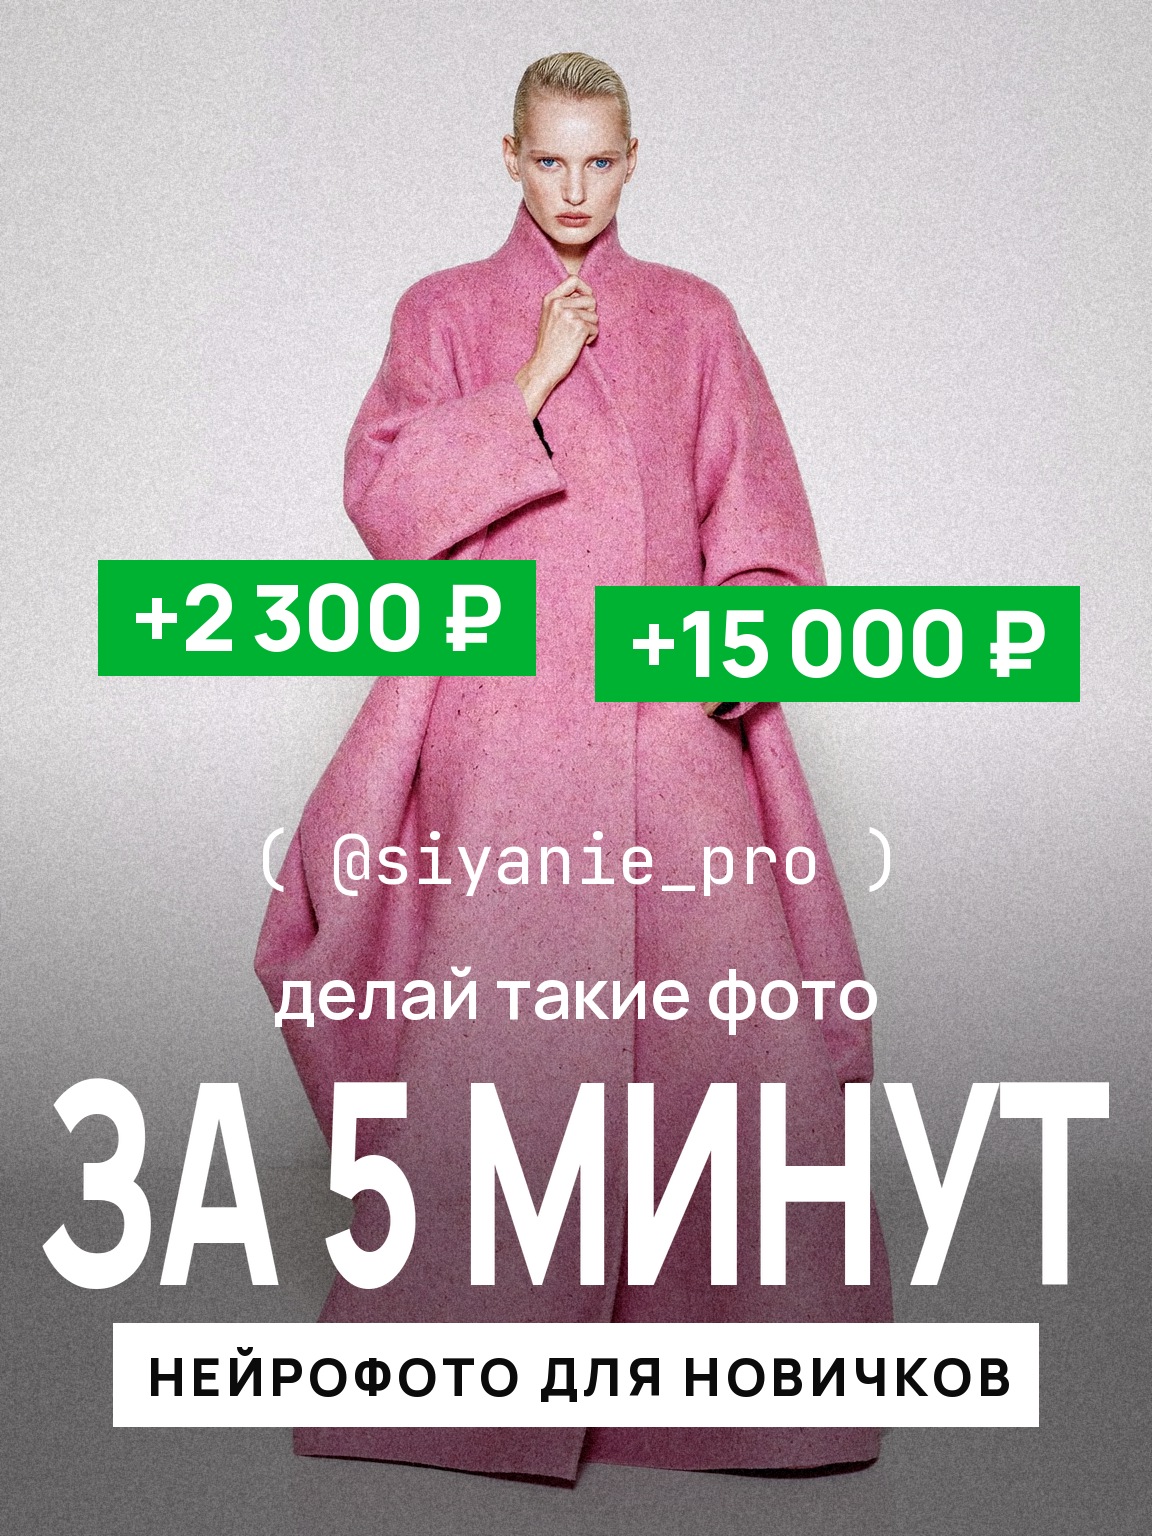 +2 300 ₽
+15 000 ₽
( @siyanie_pro )
делай такие фото
ЗА 5 МИНУТ
НЕЙРОФОТО ДЛЯ НОВИЧКОВ